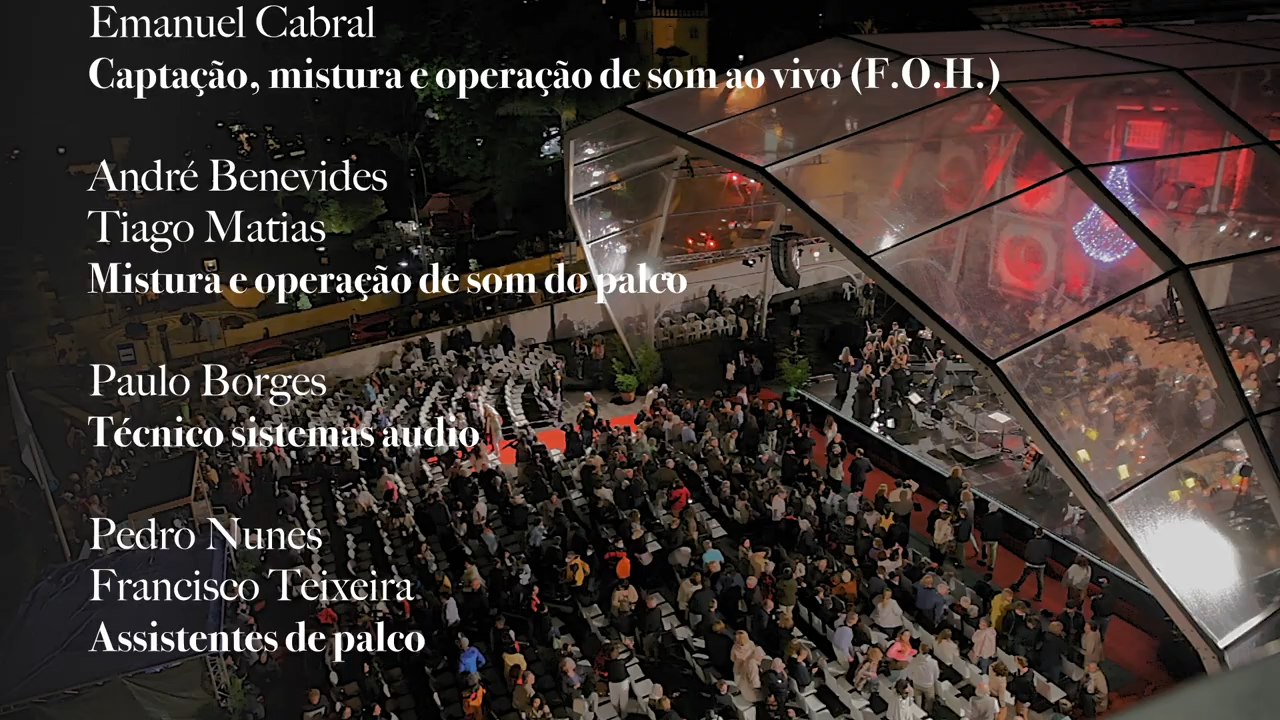 Emanuel Cabral
Captação, mistura e operação de som ao vivo (F.O.H.)
André Benevides
Tiago Matias
Mistura e operação de som do palco
Paulo Borges
Técnico sistemas audio
Pedro Nunes
Francisco Teixeira
Assistentes de palco